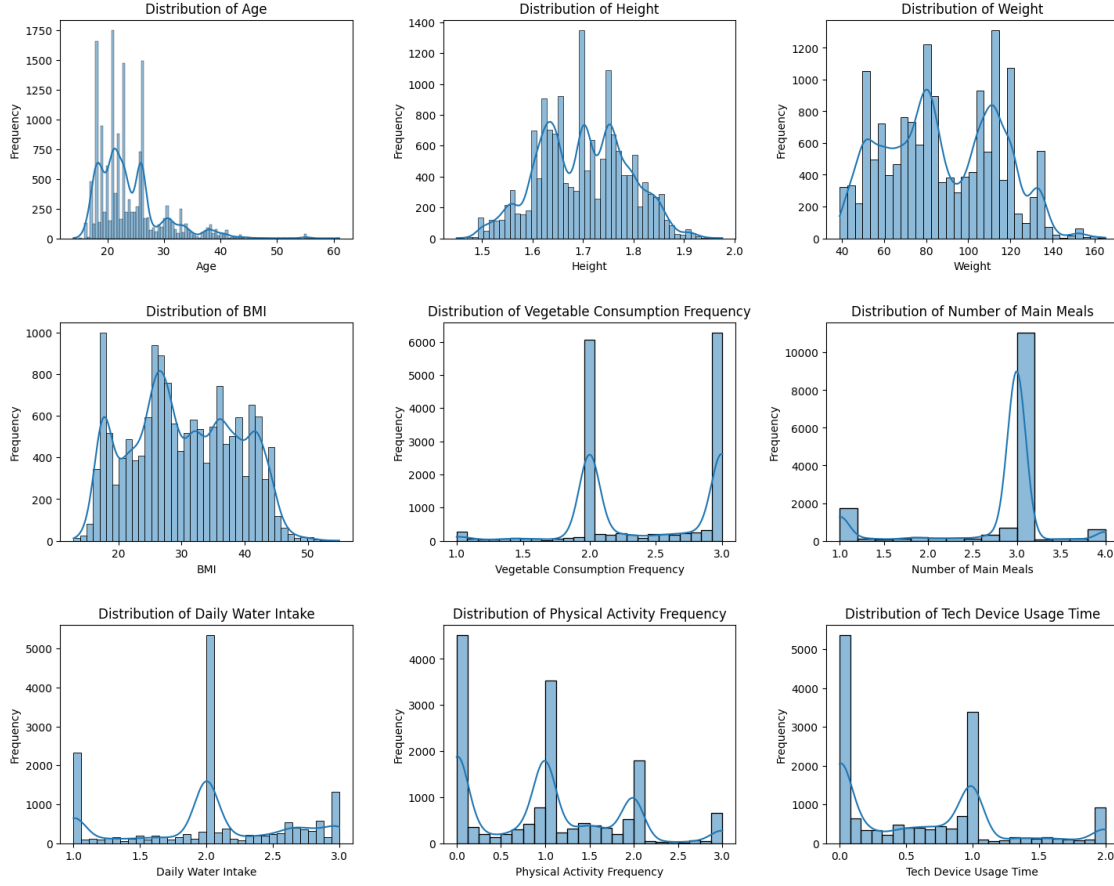 Distribution of Age
1750
1500
1250
1000
750
500
250
0
Frequency
20 30 40 50 60
Age
Distribution of Height
1400
1200
1000
800
600
400
200
0
Frequency
1.5 1.6 1.7 1.8 1.9 2.0
Height
Distribution of Weight
1200
1000
800
600
400
200
0
Frequency
40 60 80 100 120 140 160
Weight
Distribution of BMI
1000
800
600
400
200
0
Frequency
20 30 40 50
BMI
Distribution of Vegetable Consumption Frequency
6000
5000
4000
3000
2000
1000
0
Frequency
1.0 1.5 2.0 2.5 3.0
Vegetable Consumption Frequency
Distribution of Number of Main Meals
10000
8000
6000
4000
2000
0
Frequency
1.0 1.5 2.0 2.5 3.0 3.5 4.0
Number of Main Meals
Distribution of Daily Water Intake
5000
4000
3000
2000
1000
0
Frequency
1.0 1.5 2.0 2.5 3.0
Daily Water Intake
Distribution of Physical Activity Frequency
4000
3000
2000
1000
0
Frequency
0.0 0.5 1.0 1.5 2.0 2.5 3.0
Physical Activity Frequency
Distribution of Tech Device Usage Time
5000
4000
3000
2000
1000
0
Frequency
0.0 0.5 1.0 1.5 2.0
Tech Device Usage Time